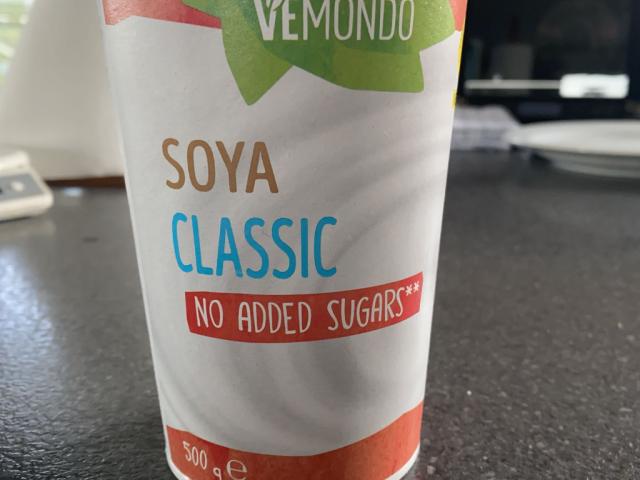 VEMONDO
SOYA
CLASSIC
NO ADDED SUGARS**
500 g ℮